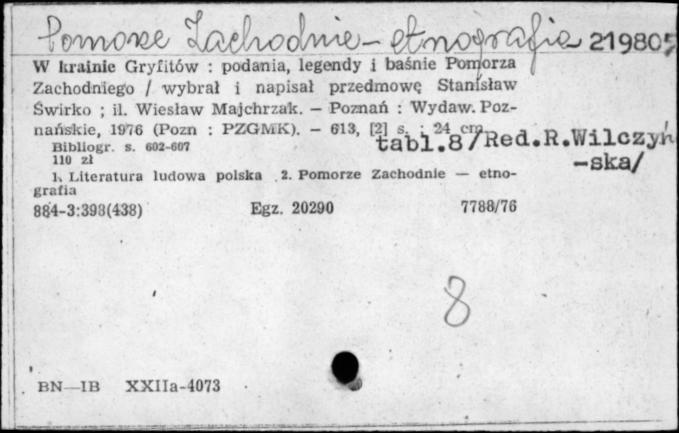 Pomorze Zachodnie – etnografia 219805
W krainie Gryfitów : podania, legendy i baśnie Pomorza
Zachodniego / wybrał i napisał przedmowę Stanisław
Świrko ; il. Wiesław Majchrzak. – Poznań : Wydaw. Poz-
nańskie, 1976 (Pozn : PZGMK). – 613, [2] s. : 24 cm
tabl.8/Red.R.Wilczyń
-ska/
Bibliogr. s. 602-607
110 zł
1. Literatura ludowa polska 2. Pomorze Zachodnie — etno-
grafia
884-3:398(438) Egz. 20290 7788/76
8
BN—IB XXIIa-4073